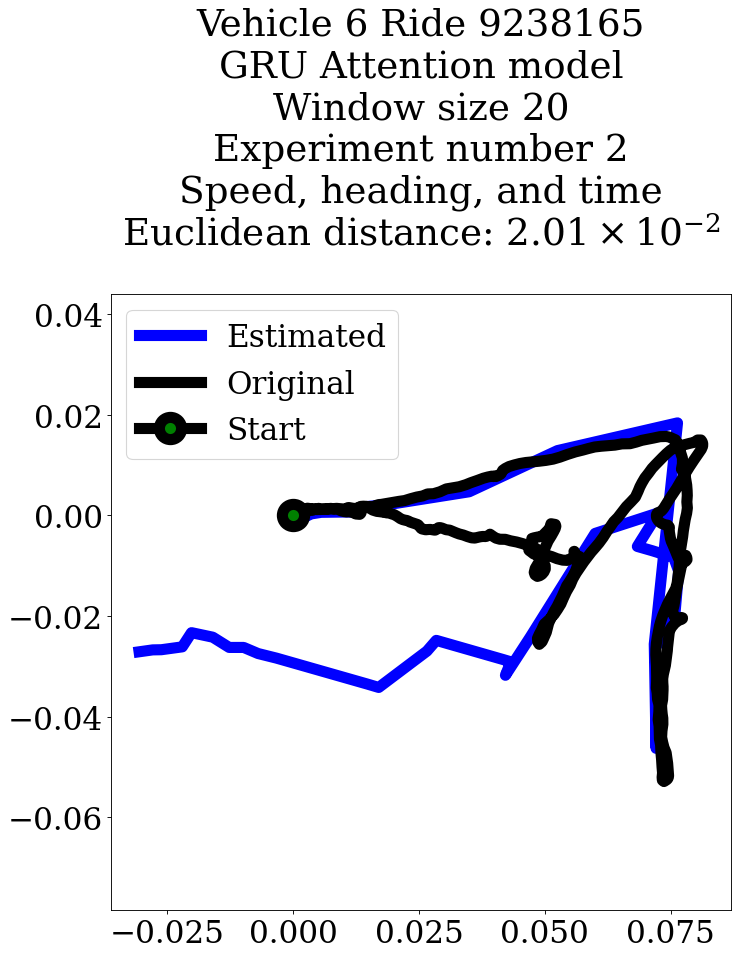 Vehicle 6 Ride 9238165
GRU Attention model
Window size 20
Experiment number 2
Speed, heading, and time
Euclidean distance: 2.01 × 10⁻²
Estimated
Original
Start
0.04
0.02
0.00
−0.02
−0.04
−0.06
−0.025 0.000 0.025 0.050 0.075